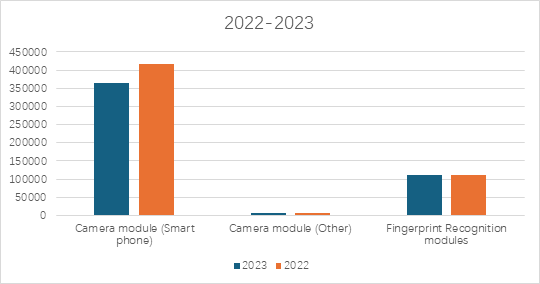 2022-2023
450000
400000
350000
300000
250000
200000
150000
100000
50000
0
Camera module (Smart
phone)
Camera module (Other)
Fingerprint Recognition
modules
2023
2022